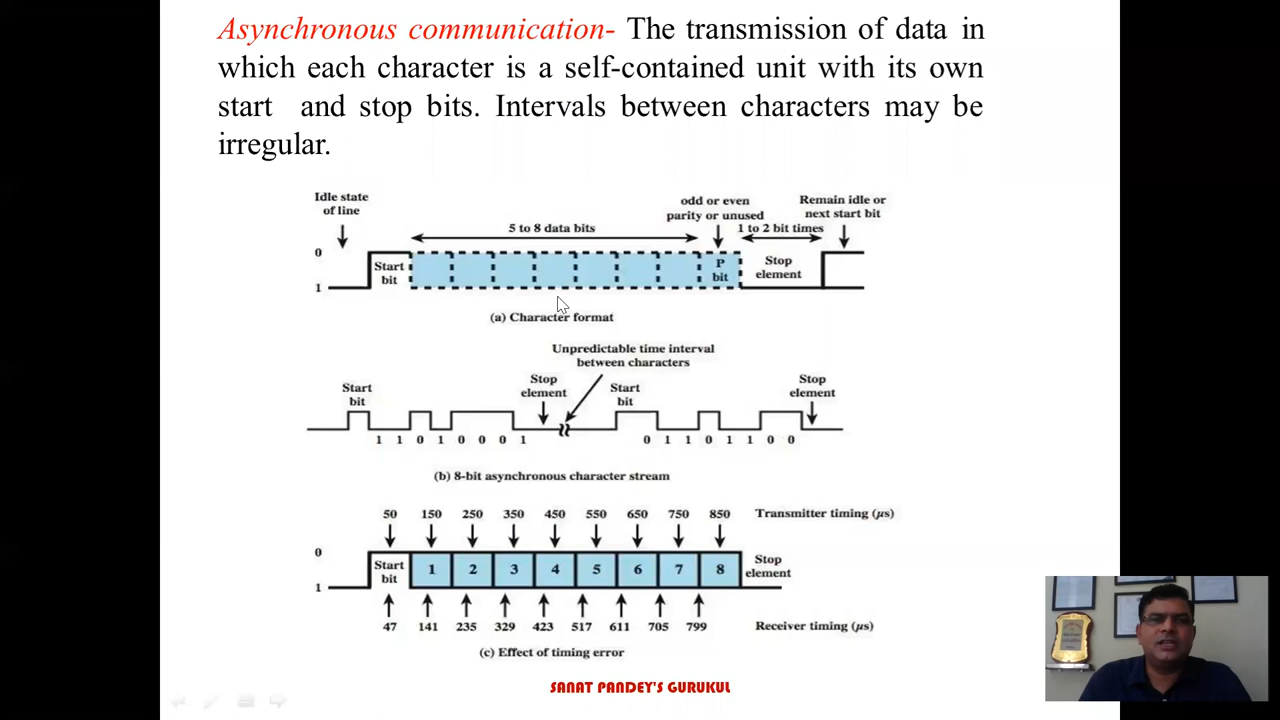 Asynchronous communication- The transmission of data in
which each character is a self-contained unit with its own
start and stop bits. Intervals between characters may be
irregular.
Idle state
of line
odd or even
parity or unused
Remain idle or
next start bit
5 to 8 data bits
1 to 2 bit times
0
1
Start
bit
P
bit
Stop
element
(a) Character format
Unpredictable time interval
between characters
Start
bit
Stop
element
Start
bit
Stop
element
1 1 0 1 0 0 0 1
0 1 1 0 1 1 0 0
(b) 8-bit asynchronous character stream
50 150 250 350 450 550 650 750 850 Transmitter timing (µs)
0
1
Start
bit
1 2 3 4 5 6 7 8
Stop
element
47 141 235 329 423 517 611 705 799 Receiver timing (µs)
(c) Effect of timing error
SANAT PANDEY'S GURUKUL